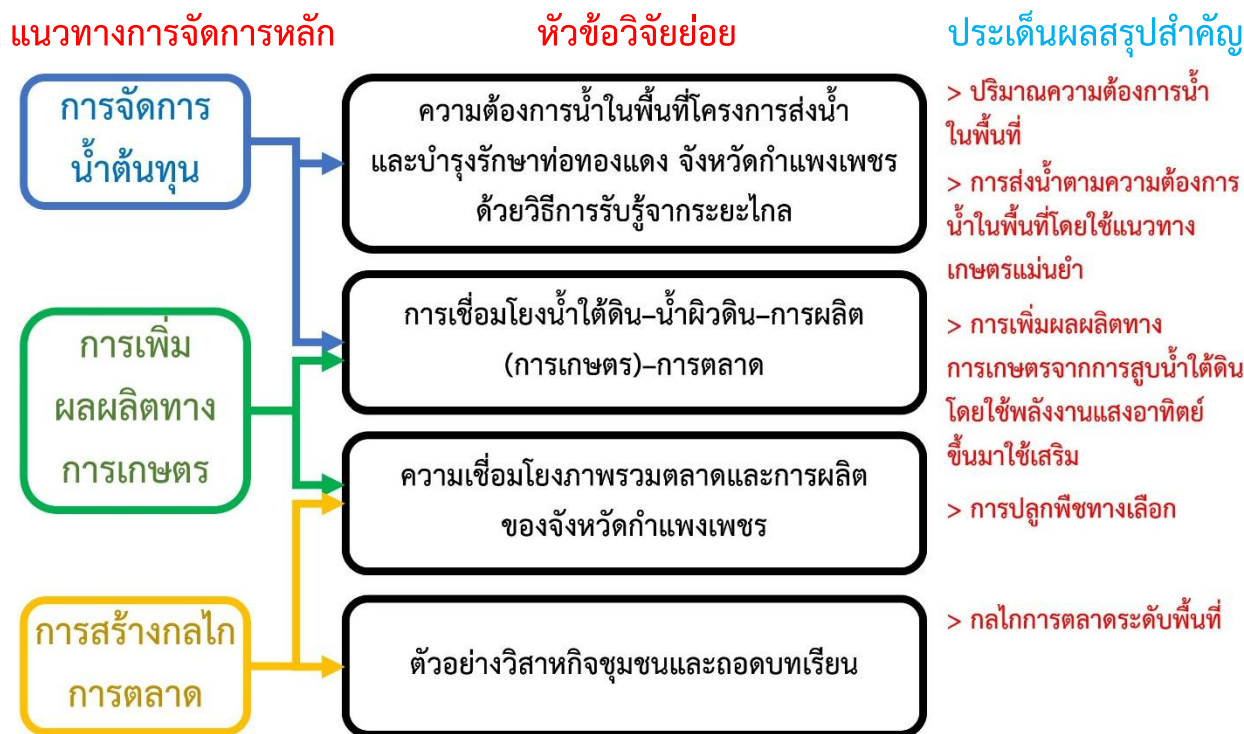 แนวทางการจัดการหลัก
หัวข้อวิจัยย่อย
ประเด็นผลสรุปสำคัญ
การจัดการ
น้ำต้นทุน
การเพิ่ม
ผลผลิตทาง
การเกษตร
การสร้างกลไก
การตลาด
ความต้องการน้ำในพื้นที่โครงการส่งน้ำ
และบำรุงรักษาท่อทองแดง จังหวัดกำแพงเพชร
ด้วยวิธีการรับรู้จากระยะไกล
การเชื่อมโยงน้ำใต้ดิน–น้ำผิวดิน–การผลิต
(การเกษตร)–การตลาด
ความเชื่อมโยงภาพรวมตลาดและการผลิต
ของจังหวัดกำแพงเพชร
ตัวอย่างวิสาหกิจชุมชนและถอดบทเรียน
> ปริมาณความต้องการน้ำ
ในพื้นที่
> การส่งน้ำตามความต้องการ
น้ำในพื้นที่โดยใช้แนวทาง
เกษตรแม่นยำ
> การเพิ่มผลผลิตทาง
การเกษตรจากการสูบน้ำใต้ดิน
โดยใช้พลังงานแสงอาทิตย์
ขึ้นมาใช้เสริม
> การปลูกพืชทางเลือก
> กลไกการตลาดระดับพื้นที่